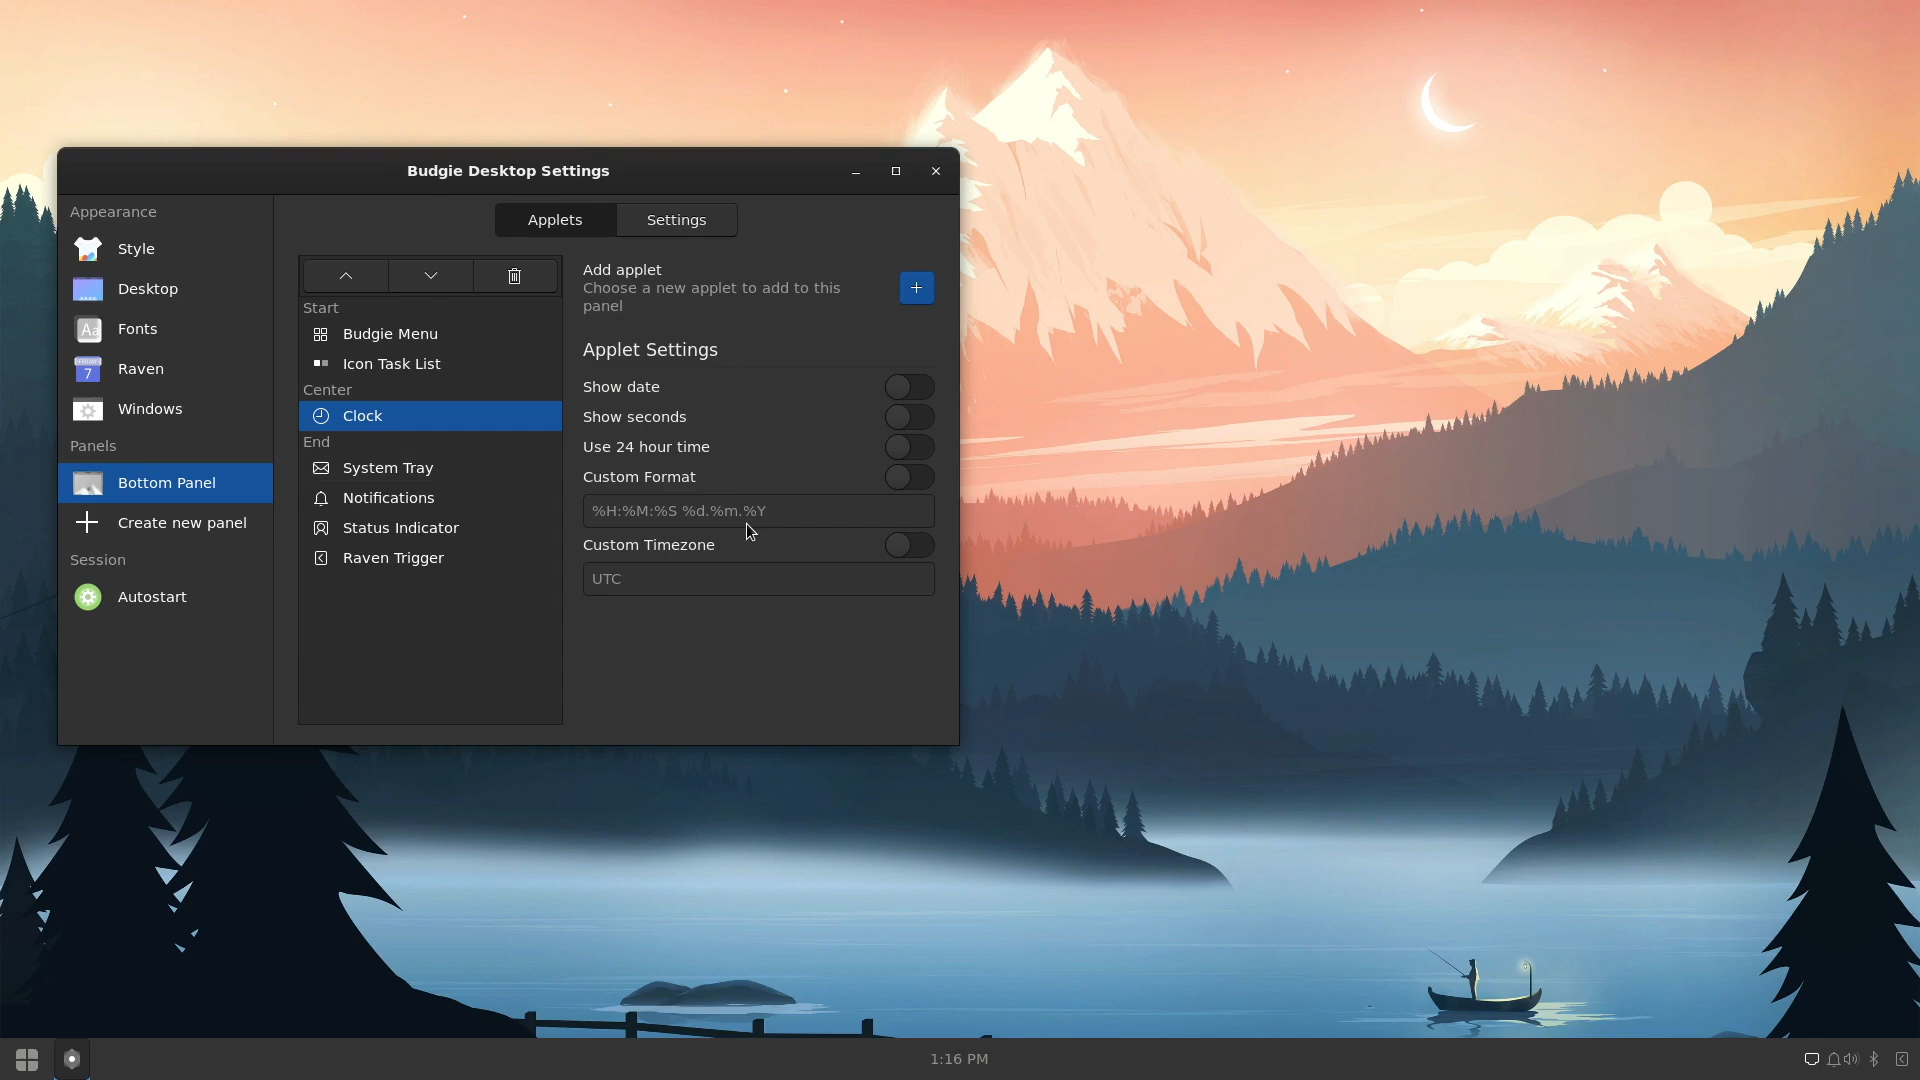 Budgie Desktop Settings
Appearance
Style
Desktop
Fonts
Raven
Windows
Panels
Bottom Panel
Create new panel
Session
Autostart
Applets
Settings
Start
Budgie Menu
Icon Task List
Center
Clock
End
System Tray
Notifications
Status Indicator
Raven Trigger
Add applet
Choose a new applet to add to this
panel
Applet Settings
Show date
Show seconds
Use 24 hour time
Custom Format
%H:%M:%S %d.%m.%Y
Custom Timezone
UTC
1:16 PM